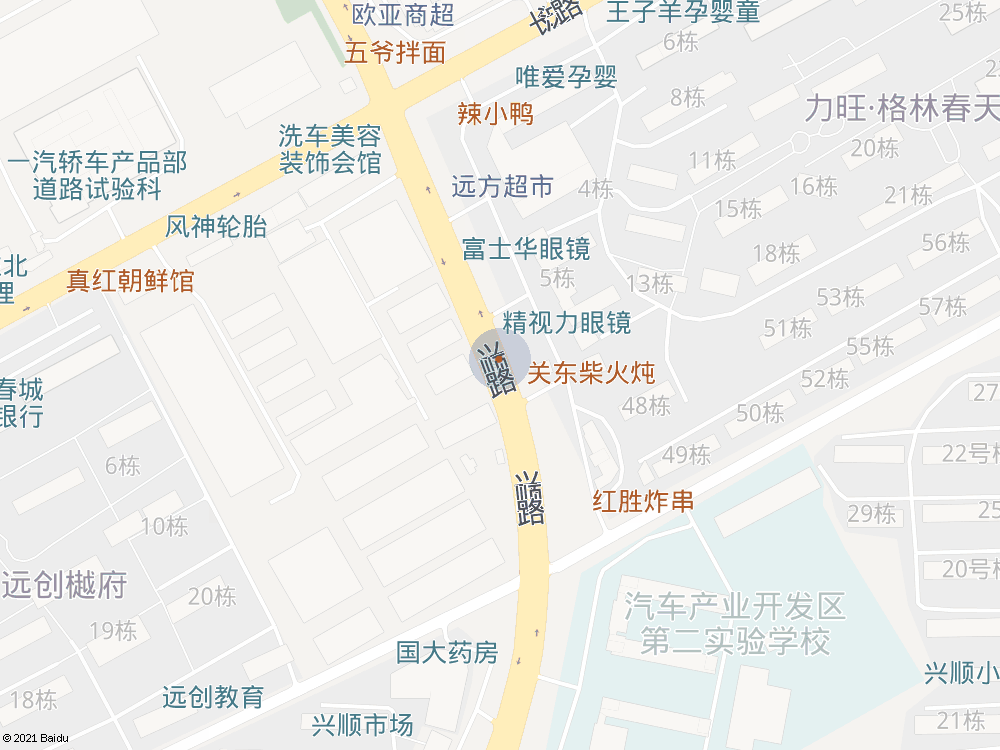 欧亚商超
王子羊孕婴童
25栋
五爷拌面
6栋
唯爱孕婴
辣小鸭
8栋
力旺·格林春天
洗车美容
装饰会馆
一汽轿车产品部
道路试验科
11栋
20栋
远方超市
4栋
16栋
21栋
15栋
风神轮胎
富士华眼镜
18栋
56栋
北
真红朝鲜馆
5栋
13栋
53栋
57栋
精视力眼镜
51栋
55栋
兴顺路
关东柴火炖
52栋
春城
银行
48栋
50栋
27
6栋
49栋
22号
兴顺路
红胜炸串
10栋
29栋
25
20号
远创樾府
20栋
汽车产业开发区
第二实验学校
19栋
国大药房
兴顺小
远创教育
18栋
兴顺市场
21栋
© 2021 Baidu